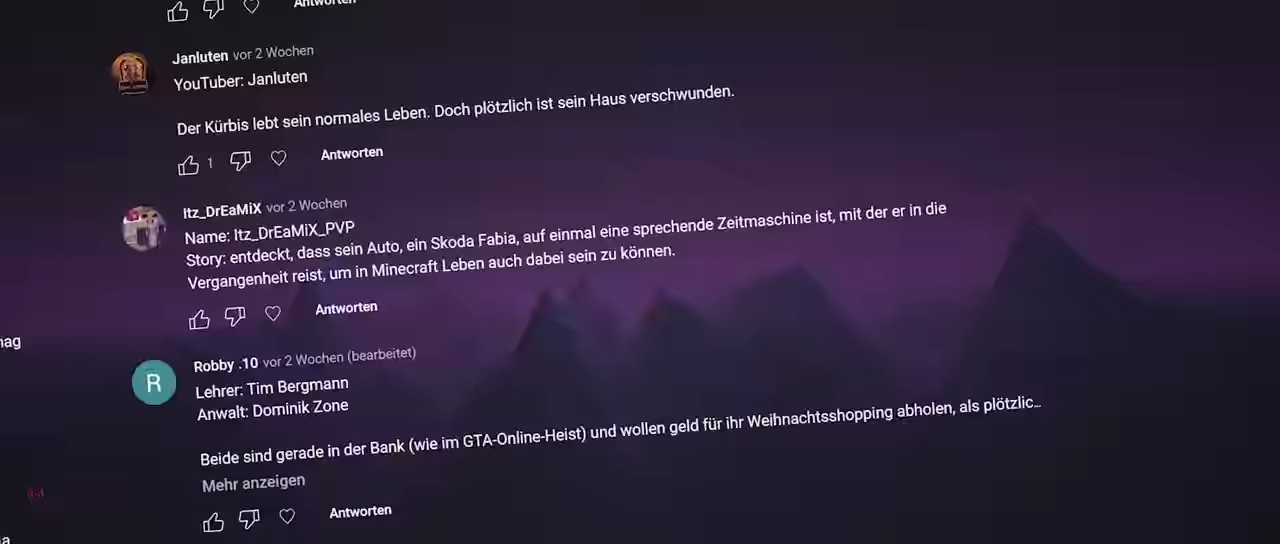 Antworten
Janluten vor 2 Wochen
YouTuber: Janluten
Der Kürbis lebt sein normales Leben. Doch plötzlich ist sein Haus verschwunden.
1 Antworten
Itz_DrEaMiX vor 2 Wochen
Name: Itz_DrEaMiX_PVP
Story: entdeckt, dass sein Auto, ein Skoda Fabia, auf einmal eine sprechende Zeitmaschine ist, mit der er in die
Vergangenheit reist, um in Minecraft Leben auch dabei sein zu können.
Antworten
nag
R
Robby .10 vor 2 Wochen (bearbeitet)
Lehrer: Tim Bergmann
Anwalt: Dominik Zone
Beide sind gerade in der Bank (wie im GTA-Online-Heist) und wollen geld für ihr Weihnachtsshopping abholen, als plötzlic…
Mehr anzeigen
Antworten